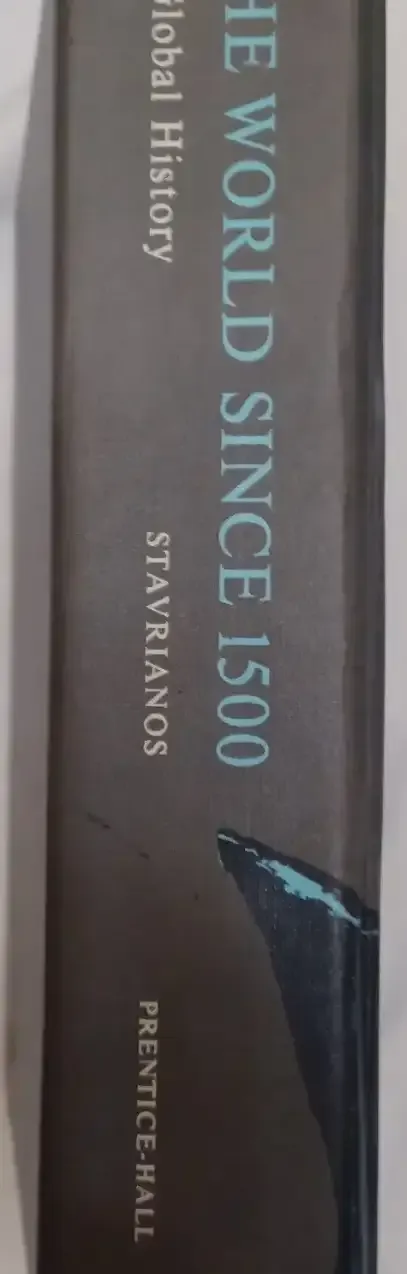 HE WORLD SINCE 1500
Global History
STAVRIANOS
PRENTICE-HALL